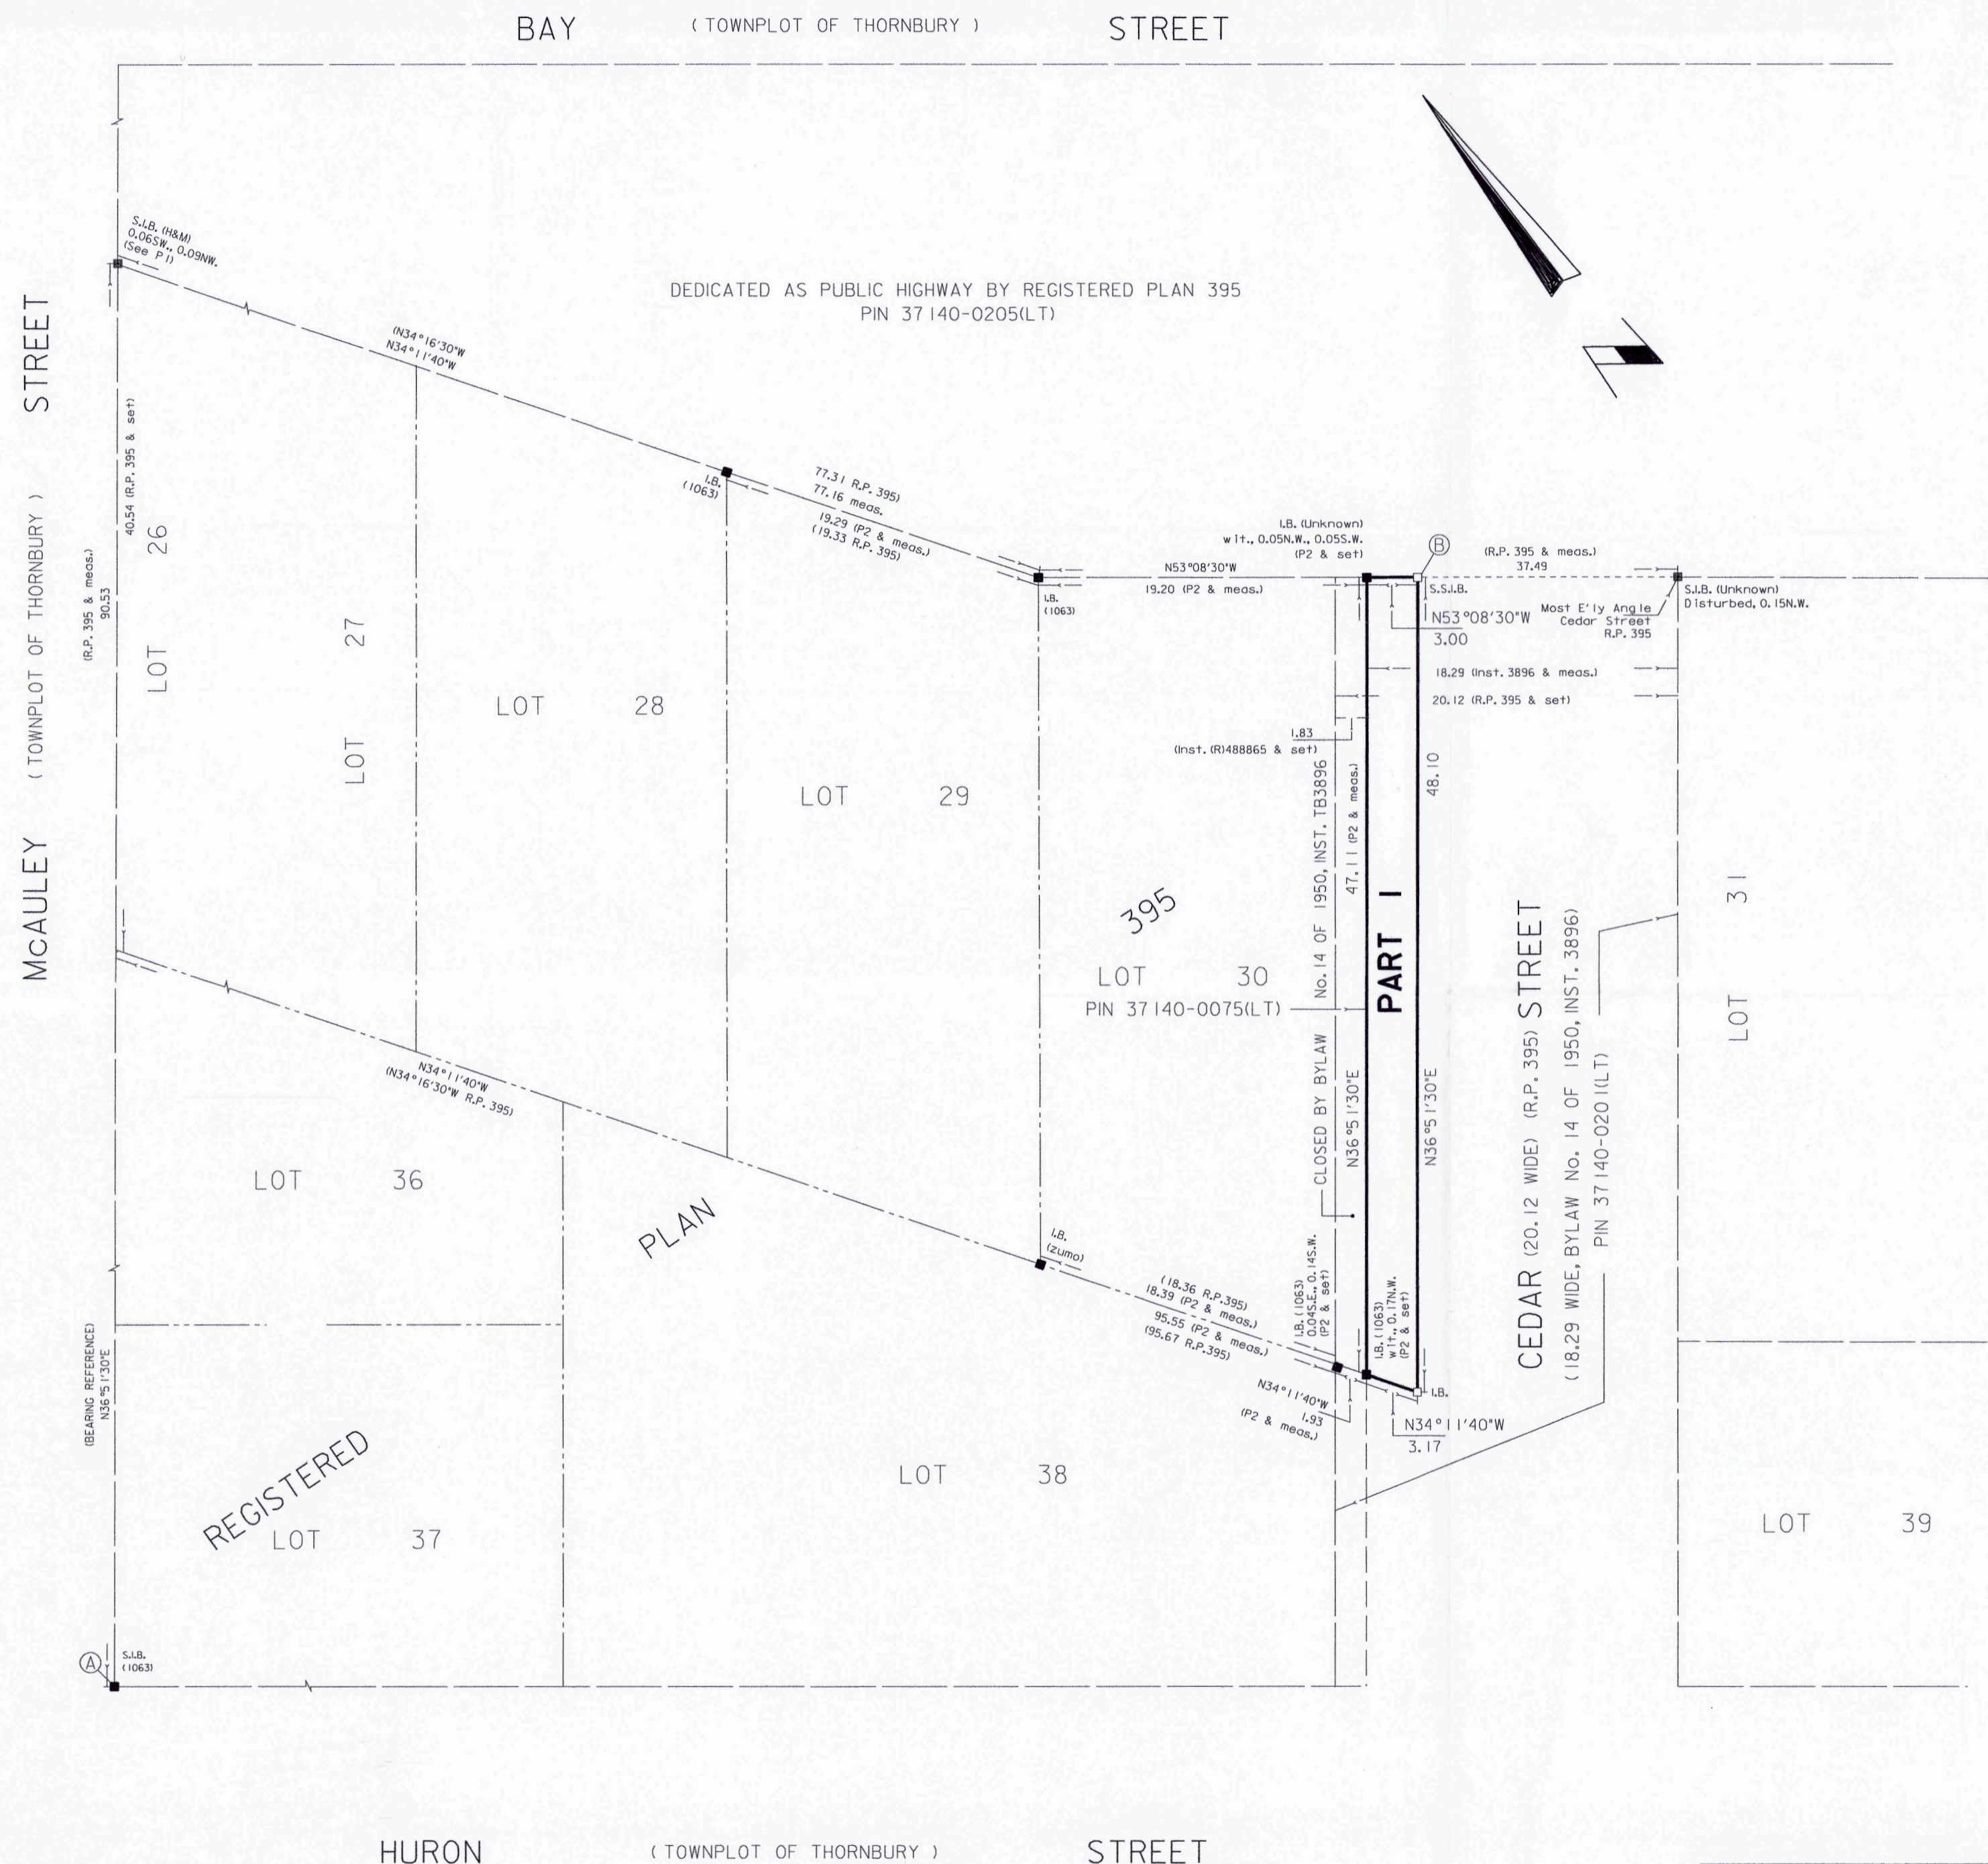 BAY ( TOWNPLOT OF THORNBURY ) STREET
S.I.B. (H&M)
0.06SW., 0.09NW.
(See P1)
DEDICATED AS PUBLIC HIGHWAY BY REGISTERED PLAN 395
PIN 37140-0205(LT)
(N34°16'30"W
N34°11'40"W
McAULEY ( TOWNPLOT OF THORNBURY ) STREET
(R.P. 395 & meas.)
90.53
40.54 (R.P. 395 & set)
LOT 26
LOT 27
LOT 28
LOT 29
I.B.
(1063)
77.31 R.P. 395)
77.16 meas.
19.29 (P2 & meas.)
(19.33 R.P. 395)
I.B.
(1063)
N53°08'30"W
19.20 (P2 & meas.)
I.B. (Unknown)
wit., 0.05N.W., 0.05S.W.
(P2 & set)
B
(R.P. 395 & meas.)
37.49
S.S.I.B.
N53°08'30"W
3.00
Most E'ly Angle
Cedar Street
R.P. 395
S.I.B. (Unknown)
Disturbed, 0.15N.W.
18.29 (Inst. 3896 & meas.)
20.12 (R.P. 395 & set)
1.83
(Inst. (R)488865 & set)
CLOSED BY BYLAW No. 14 OF 1950, INST. TB3896
47.11 (P2 & meas.)
N36°51'30"E
PART 1
48.10
N36°51'30"E
395
LOT 30
PIN 37140-0075(LT)
CEDAR (20.12 WIDE) (R.P. 395) STREET
(18.29 WIDE, BYLAW No. 14 OF 1950, INST. 3896)
PIN 37140-0201(LT)
LOT 31
N34°11'40"W
(N34°16'30"W R.P. 395)
LOT 36
PLAN
I.B.
(zumo)
(18.36 R.P.395)
18.39 (P2 & meas.)
95.55 (P2 & meas.)
(95.67 R.P.395)
I.B. (1063)
0.04S.E., 0.14S.W.
(P2 & set)
I.B. (1063)
wit., 0.17N.W.
(P2 & set)
I.B.
N34°11'40"W
1.93
(P2 & meas.)
N34°11'40"W
3.17
(BEARING REFERENCE)
N36°51'30"E
REGISTERED
LOT 37
LOT 38
LOT 39
A
S.I.B.
(1063)
HURON ( TOWNPLOT OF THORNBURY ) STREET